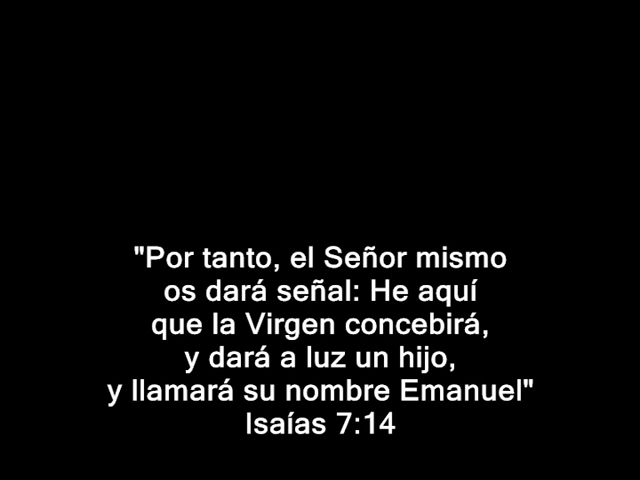 "Por tanto, el Señor mismo
os dará señal: He aquí
que la Virgen concebirá,
y dará a luz un hijo,
y llamará su nombre Emanuel"
Isaías 7:14